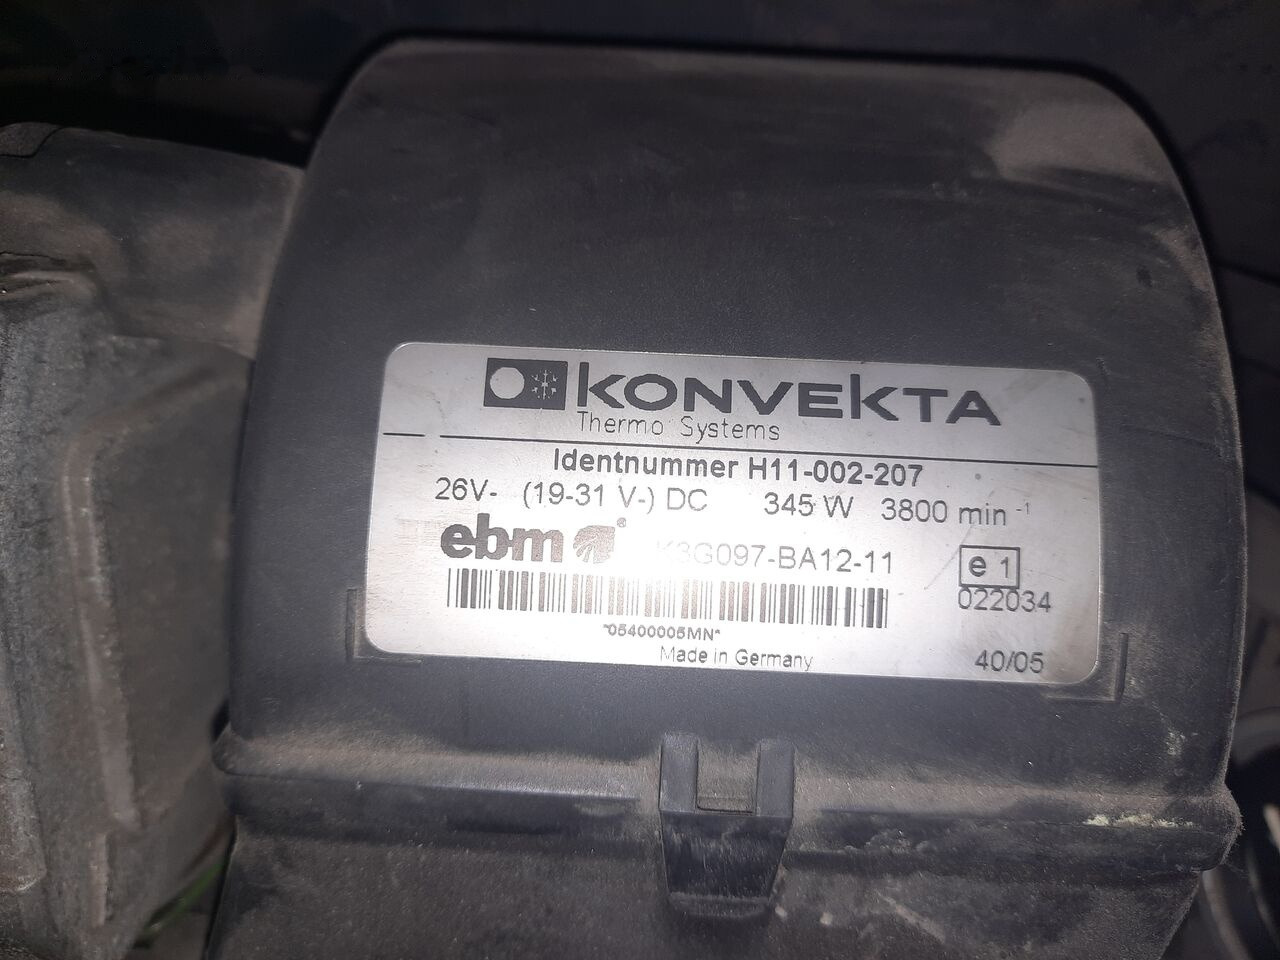 KONVEKTA
Thermo Systems
Identnummer H11-002-207
26V- (19-31 V-) DC 345 W 3800 min -1
ebm K3G097-BA12-11
e 1
022034
*05400005MN*
Made in Germany
40/05